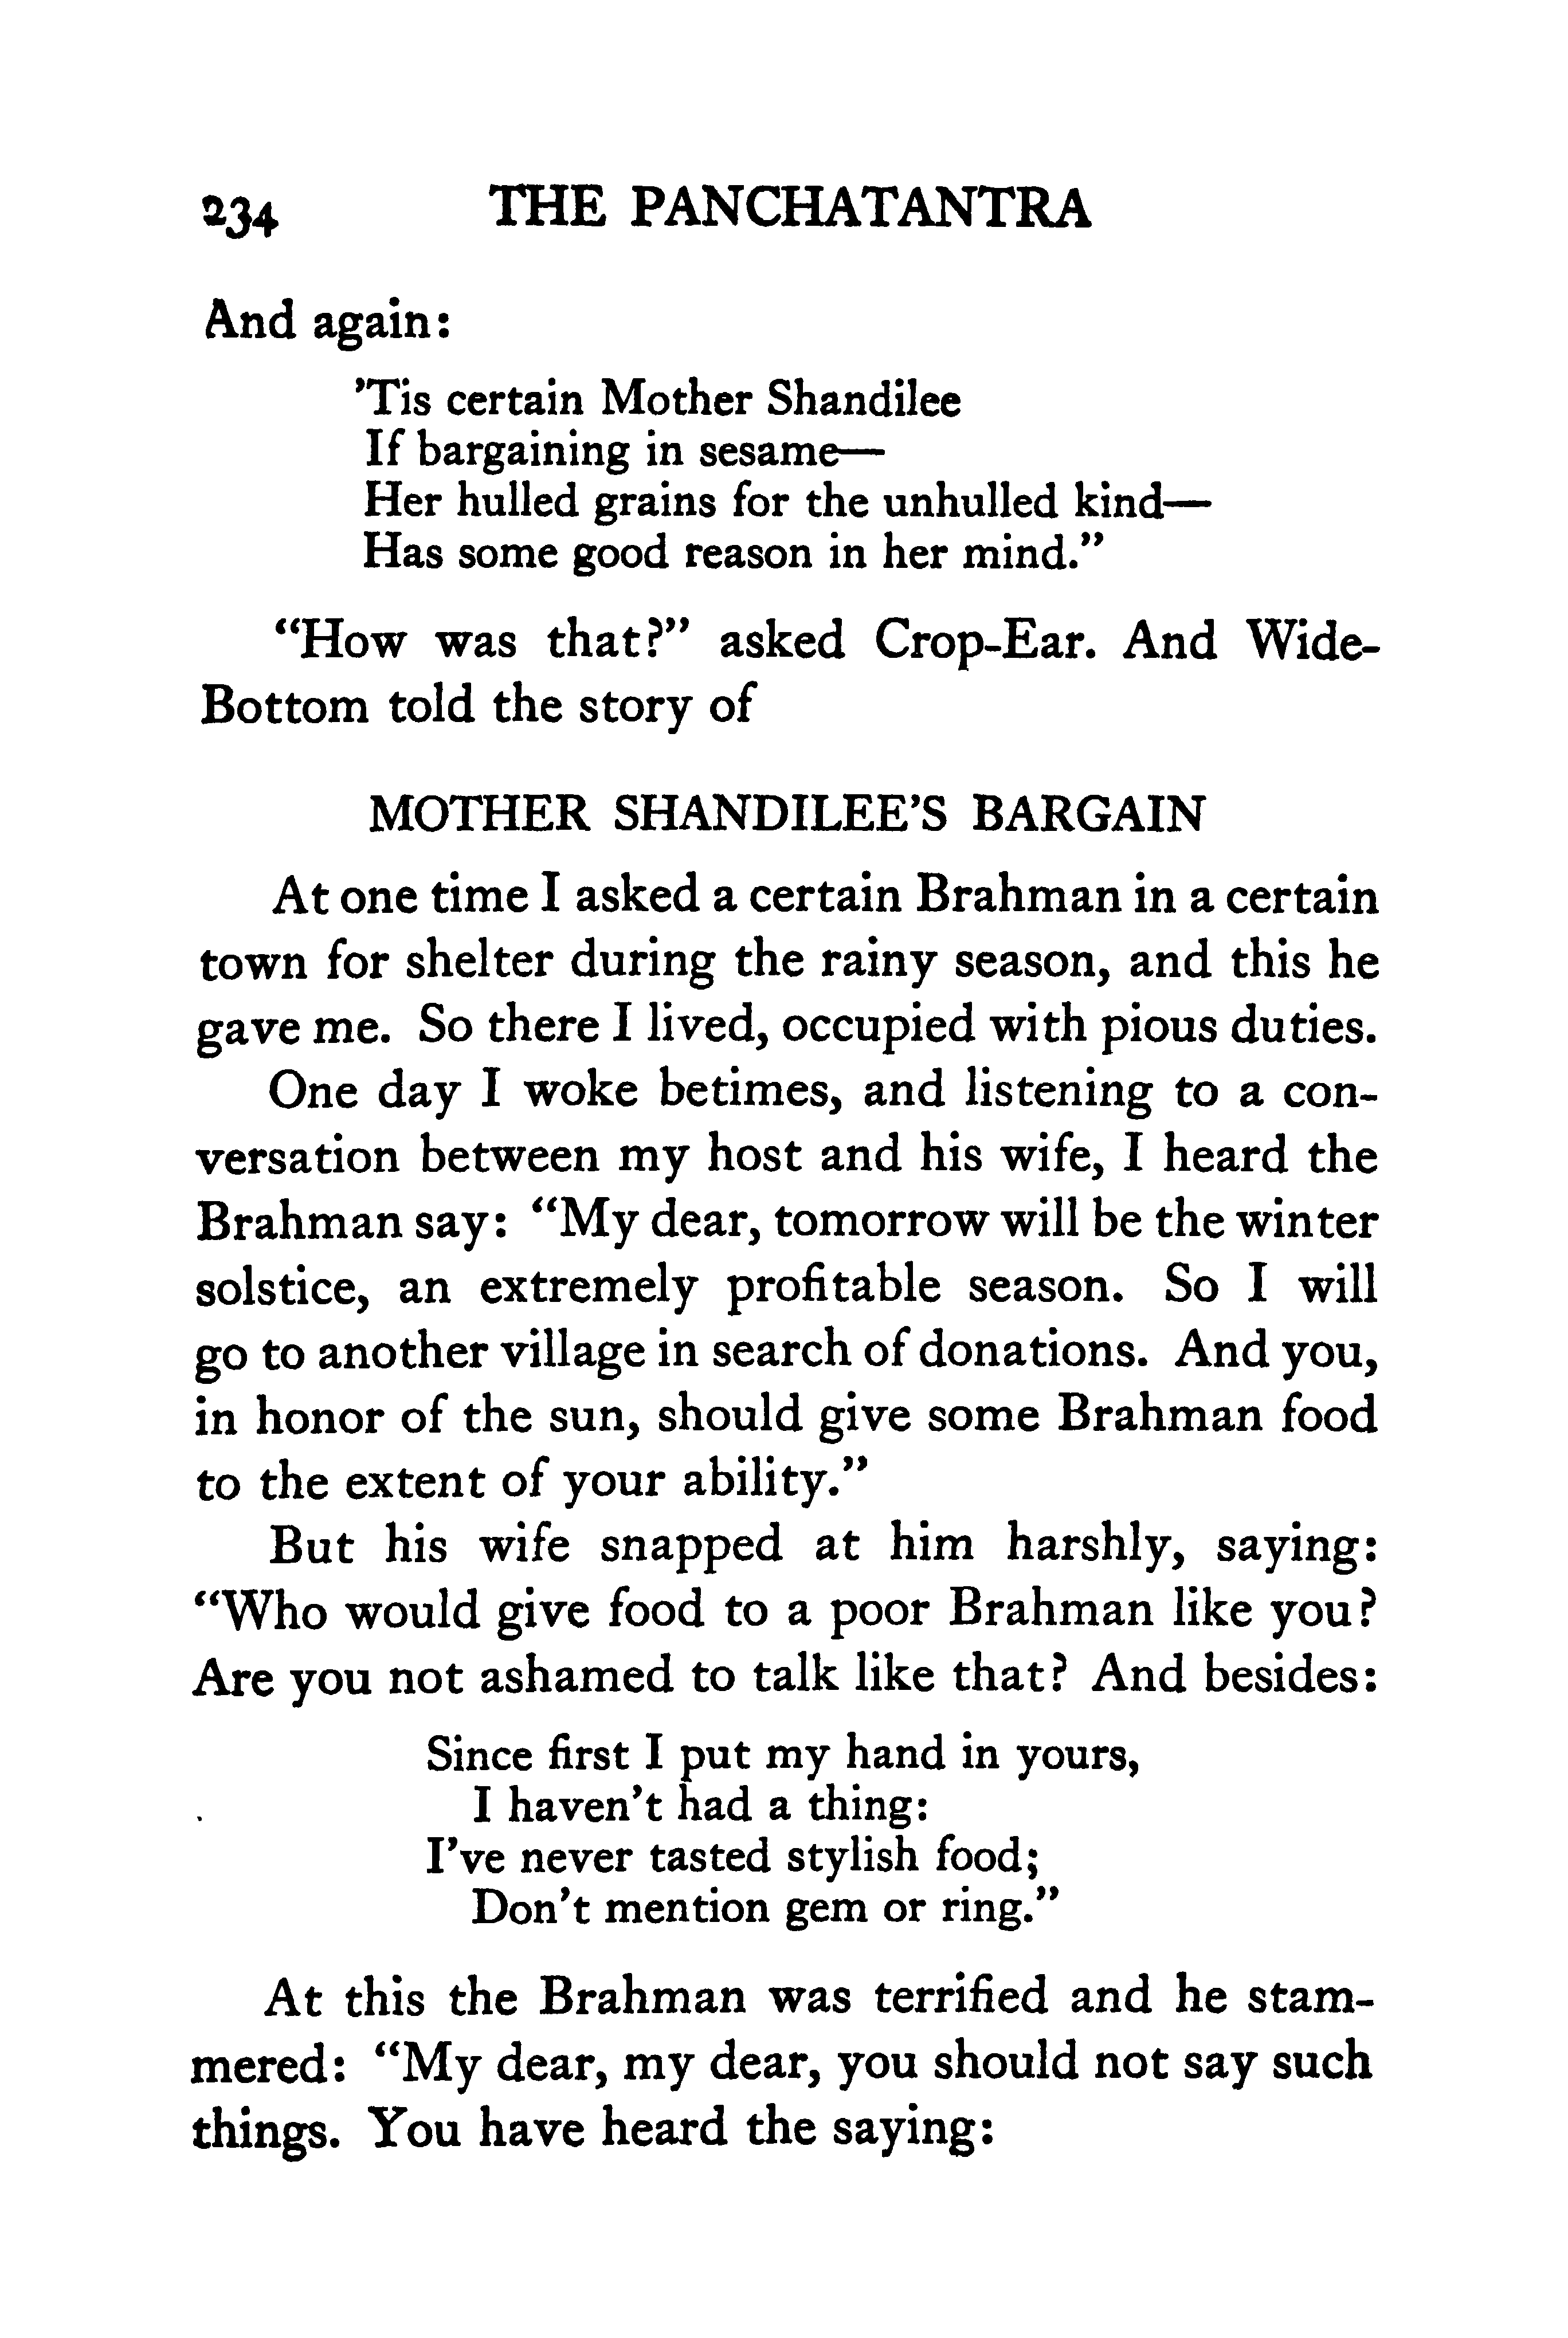 234 THE PANCHATANTRA
And again:
’Tis certain Mother Shandilee
If bargaining in sesame—
Her hulled grains for the unhulled kind—
Has some good reason in her mind.”
“How was that?” asked Crop-Ear. And Wide-
Bottom told the story of
MOTHER SHANDILEE’S BARGAIN
At one time I asked a certain Brahman in a certain
town for shelter during the rainy season, and this he
gave me. So there I lived, occupied with pious duties.
One day I woke betimes, and listening to a con-
versation between my host and his wife, I heard the
Brahman say: “My dear, tomorrow will be the winter
solstice, an extremely profitable season. So I will
go to another village in search of donations. And you,
in honor of the sun, should give some Brahman food
to the extent of your ability.”
But his wife snapped at him harshly, saying:
“Who would give food to a poor Brahman like you?
Are you not ashamed to talk like that? And besides:
Since first I put my hand in yours,
I haven’t had a thing:
I’ve never tasted stylish food;
Don’t mention gem or ring.”
At this the Brahman was terrified and he stam-
mered: “My dear, my dear, you should not say such
things. You have heard the saying: